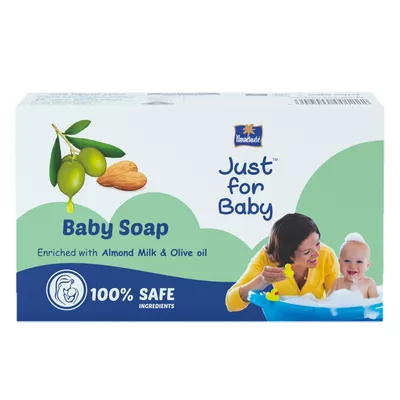 Parachute
Just™
for
Baby
Baby Soap
Enriched with Almond Milk & Olive oil
100% SAFE
INGREDIENTS